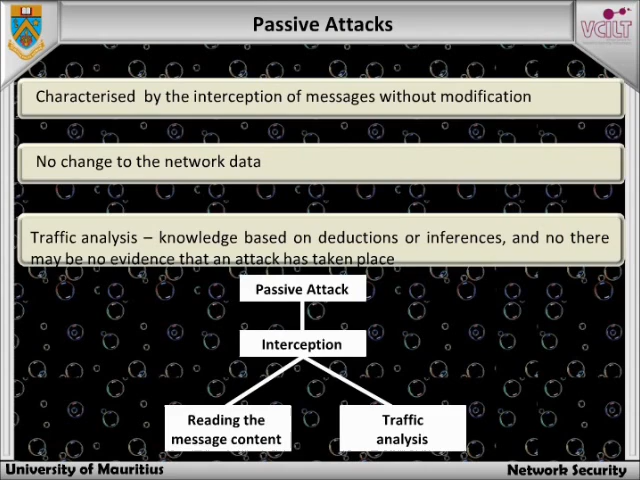 Passive Attacks
VCILT
Characterised by the interception of messages without modification
No change to the network data
Traffic analysis – knowledge based on deductions or inferences, and no there
may be no evidence that an attack has taken place
Passive Attack
Interception
Reading the
message content
Traffic
analysis
University of Mauritius
Network Security